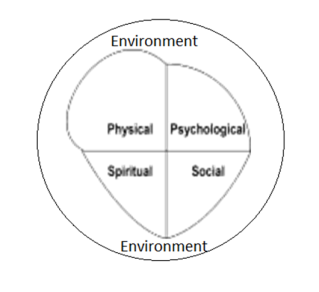 Environment
Physical Psychological
Spiritual Social
Environment